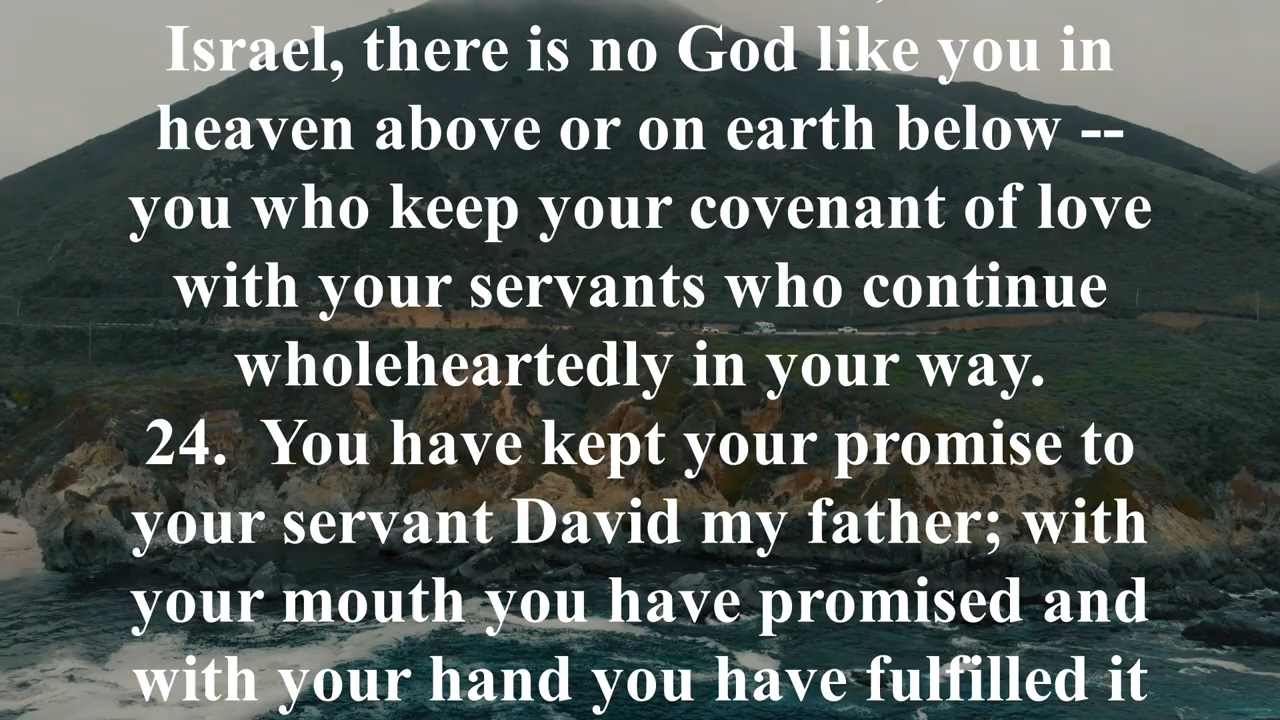 Israel, there is no God like you in
heaven above or on earth below --
you who keep your covenant of love
with your servants who continue
wholeheartedly in your way.
24.  You have kept your promise to
your servant David my father; with
your mouth you have promised and
with your hand you have fulfilled it